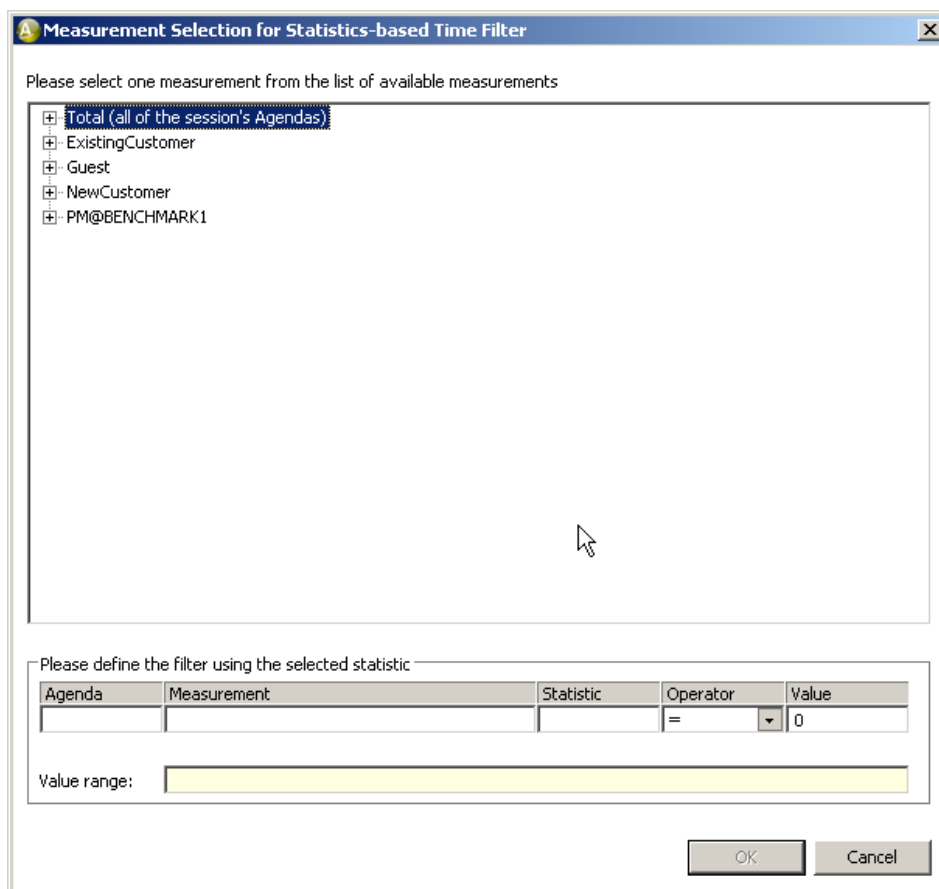 Measurement Selection for Statistics-based Time Filter
Please select one measurement from the list of available measurements
Total (all of the session's Agendas)
ExistingCustomer
Guest
NewCustomer
PM@BENCHMARK1
Please define the filter using the selected statistic
Agenda Measurement Statistic Operator Value
= 0
Value range:
OK Cancel